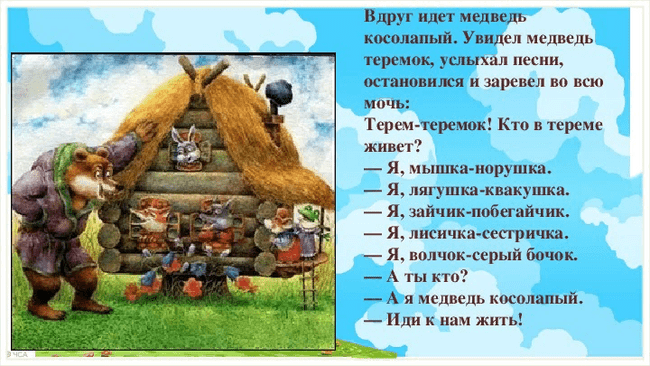 Вдруг идет медведь
косолапый. Увидел медведь
теремок, услыхал песни,
остановился и заревел во всю
мочь:
Терем-теремок! Кто в тереме
живет?
— Я, мышка-норушка.
— Я, лягушка-квакушка.
— Я, зайчик-побегайчик.
— Я, лисичка-сестричка.
— Я, волчок-серый бочок.
— А ты кто?
— А я медведь косолапый.
— Иди к нам жить!
ЧСА